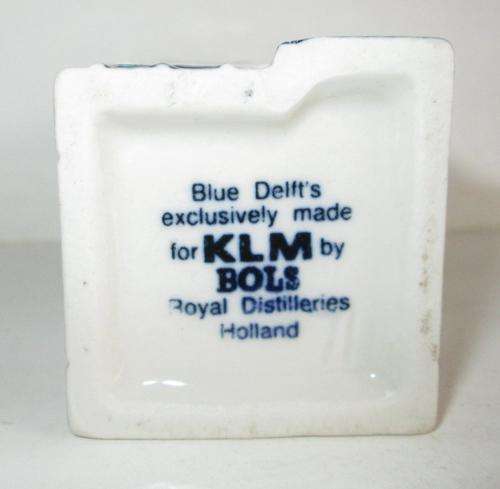 Blue Delft's
exclusively made
for KLM by
BOLS
Royal Distilleries
Holland